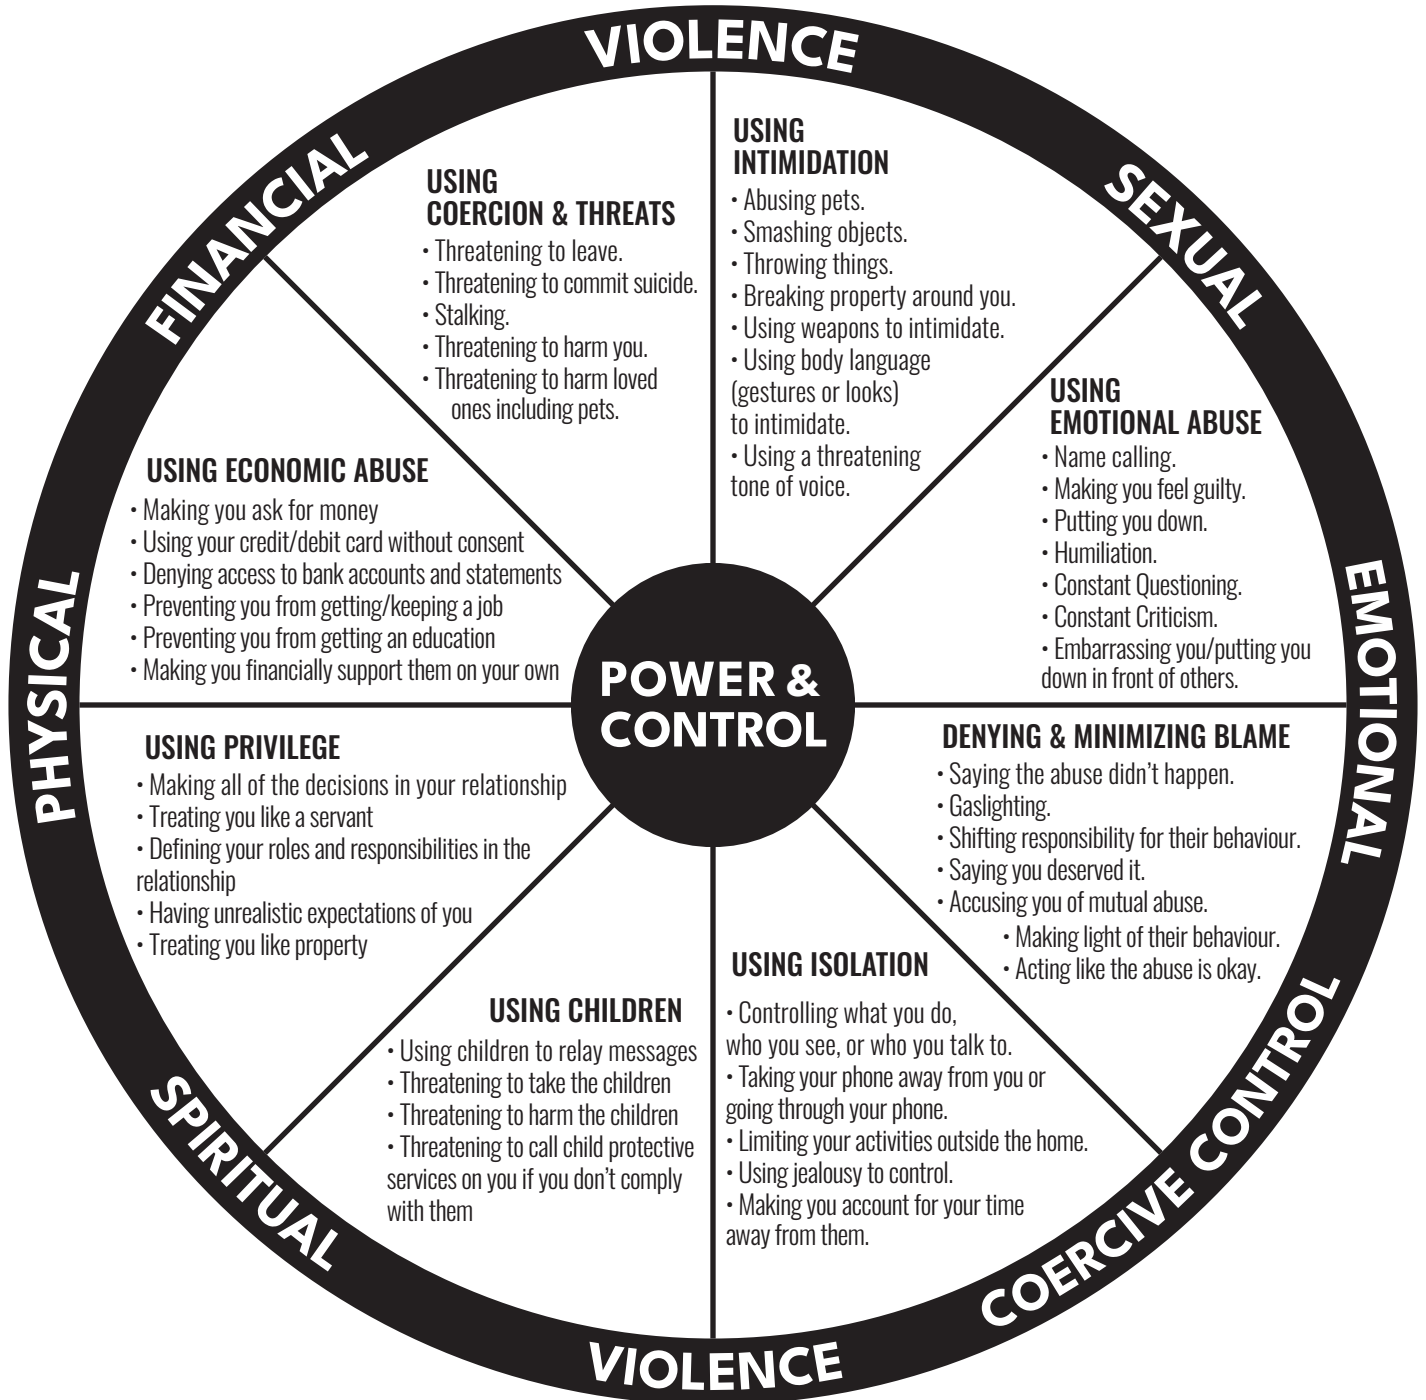 VIOLENCE
SEXUAL
EMOTIONAL
COERCIVE CONTROL
VIOLENCE
SPIRITUAL
PHYSICAL
FINANCIAL
USING
INTIMIDATION
• Abusing pets.
• Smashing objects.
• Throwing things.
• Breaking property around you.
• Using weapons to intimidate.
• Using body language
(gestures or looks)
to intimidate.
• Using a threatening
tone of voice.
USING
EMOTIONAL ABUSE
• Name calling.
• Making you feel guilty.
• Putting you down.
• Humiliation.
• Constant Questioning.
• Constant Criticism.
• Embarrassing you/putting you
down in front of others.
DENYING & MINIMIZING BLAME
• Saying the abuse didn't happen.
• Gaslighting.
• Shifting responsibility for their behaviour.
• Saying you deserved it.
• Accusing you of mutual abuse.
• Making light of their behaviour.
• Acting like the abuse is okay.
USING ISOLATION
• Controlling what you do,
who you see, or who you talk to.
• Taking your phone away from you or
going through your phone.
• Limiting your activities outside the home.
• Using jealousy to control.
• Making you account for your time
away from them.
USING CHILDREN
• Using children to relay messages
• Threatening to take the children
• Threatening to harm the children
• Threatening to call child protective
services on you if you don't comply
with them
USING PRIVILEGE
• Making all of the decisions in your relationship
• Treating you like a servant
• Defining your roles and responsibilities in the
relationship
• Having unrealistic expectations of you
• Treating you like property
USING ECONOMIC ABUSE
• Making you ask for money
• Using your credit/debit card without consent
• Denying access to bank accounts and statements
• Preventing you from getting/keeping a job
• Preventing you from getting an education
• Making you financially support them on your own
USING
COERCION & THREATS
• Threatening to leave.
• Threatening to commit suicide.
• Stalking.
• Threatening to harm you.
• Threatening to harm loved
ones including pets.
POWER &
CONTROL